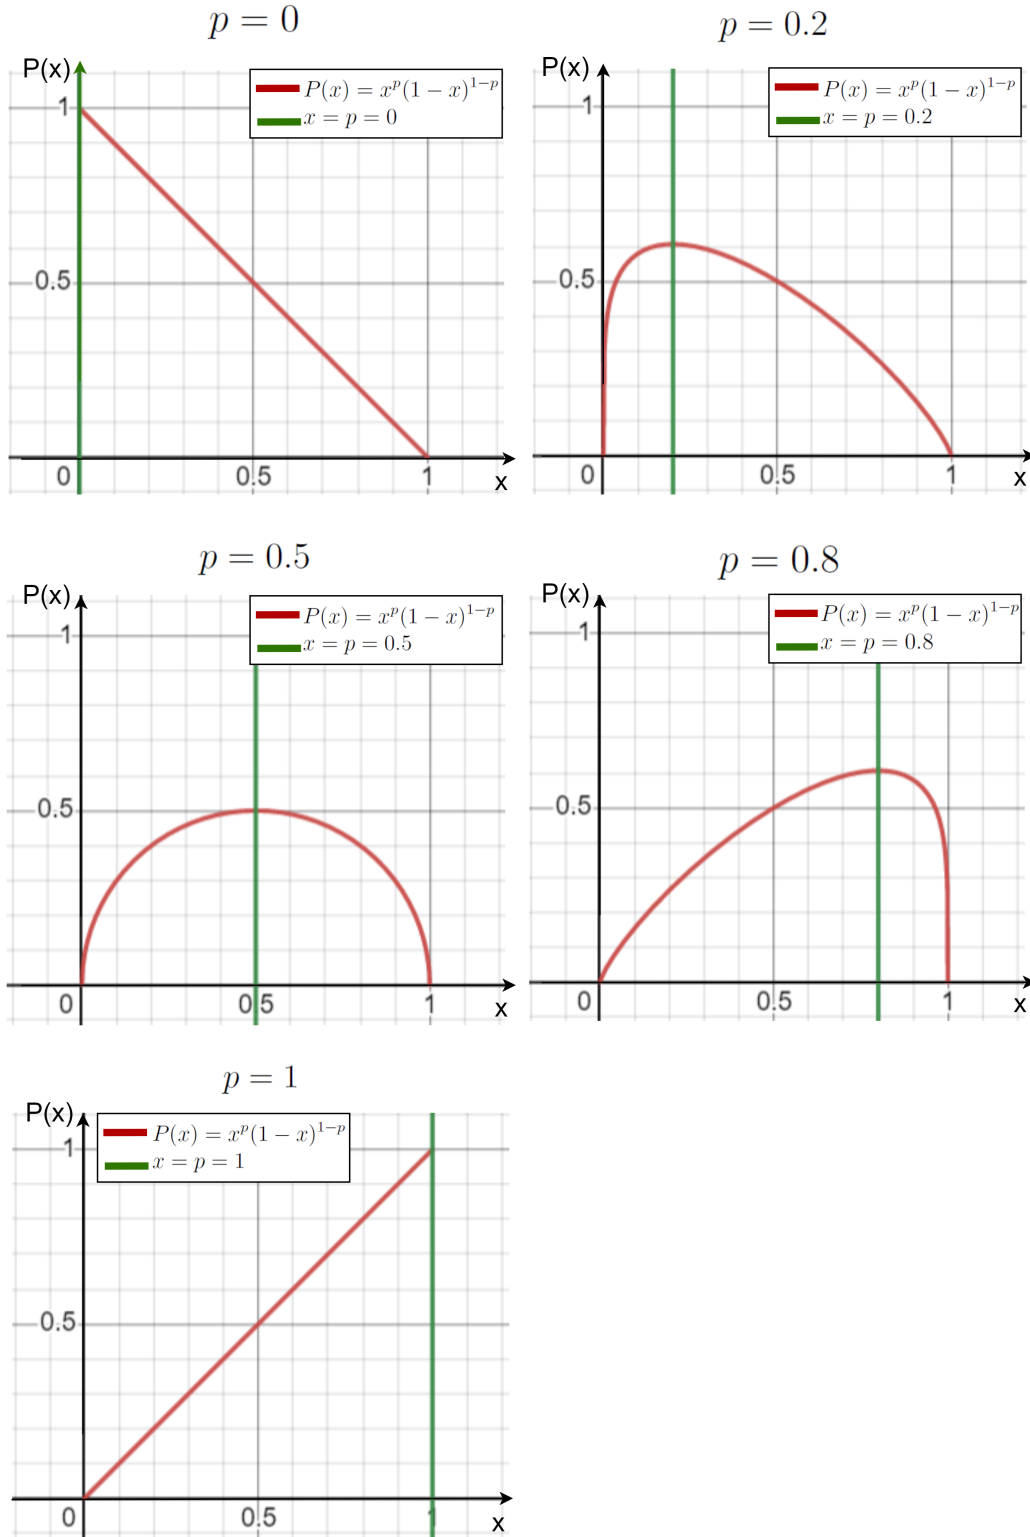 p = 0
P(x)
P(x) = x^p(1 − x)^{1−p}
x = p = 0
1
0.5
0
0.5
1
x
p = 0.2
P(x)
P(x) = x^p(1 − x)^{1−p}
x = p = 0.2
1
0.5
0
0.5
1
x
p = 0.5
P(x)
P(x) = x^p(1 − x)^{1−p}
x = p = 0.5
1
0.5
0
0.5
1
x
p = 0.8
P(x)
P(x) = x^p(1 − x)^{1−p}
x = p = 0.8
1
0.5
0
0.5
1
x
p = 1
P(x)
P(x) = x^p(1 − x)^{1−p}
x = p = 1
1
0.5
0
0.5
1
x